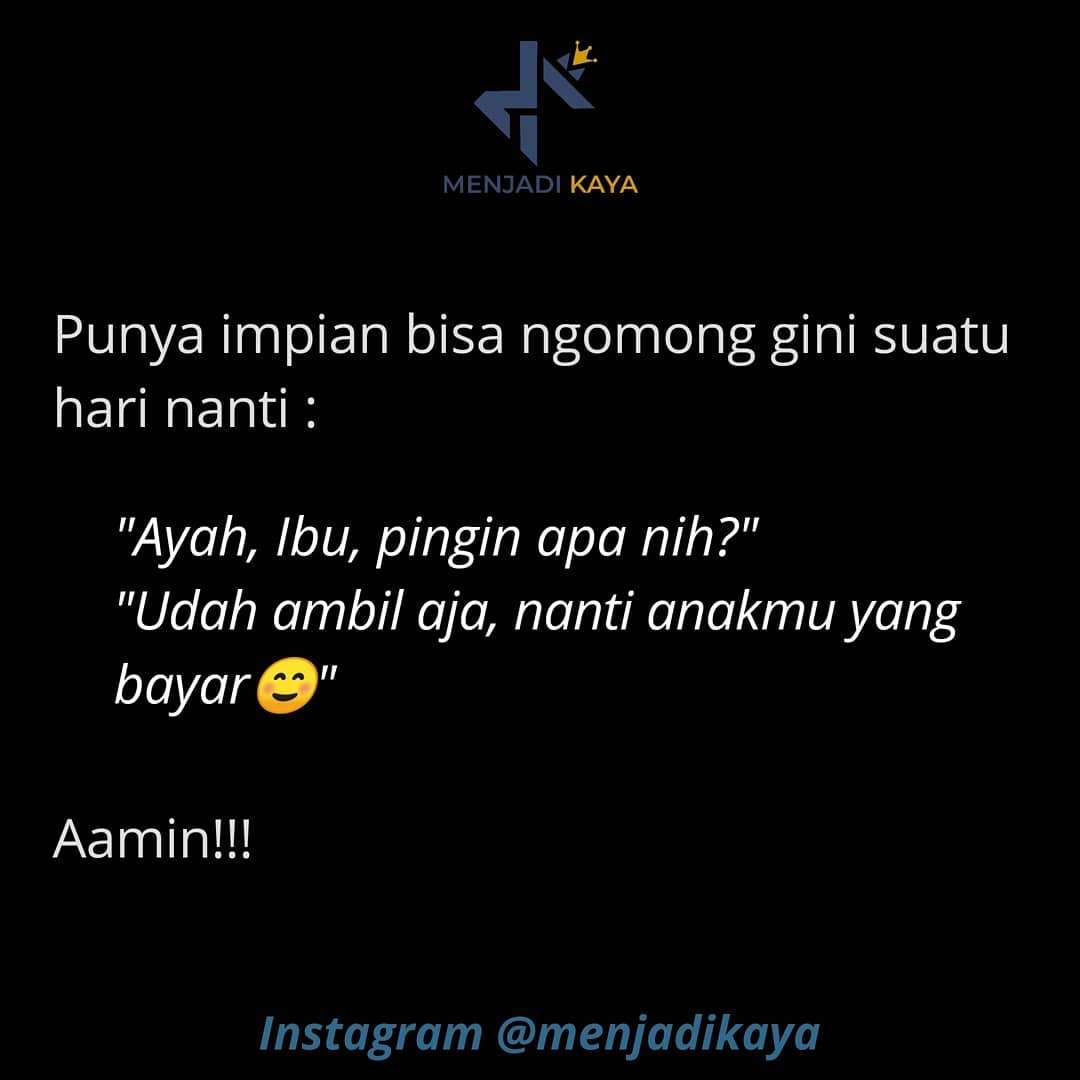 MENJADI KAYA
Punya impian bisa ngomong gini suatu
hari nanti :
"Ayah, Ibu, pingin apa nih?"
"Udah ambil aja, nanti anakmu yang
bayar😊"
Aamin!!!
Instagram @menjadikaya